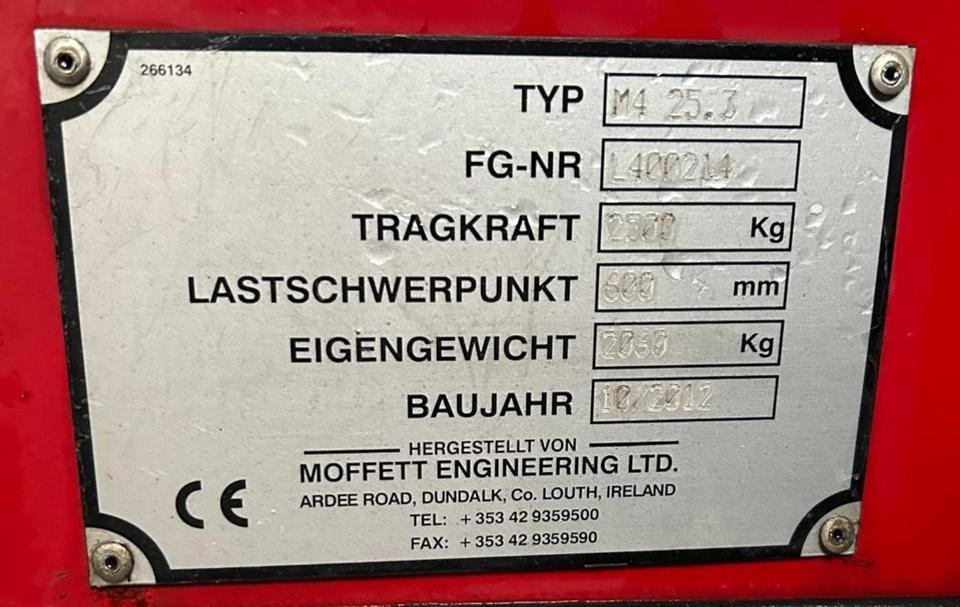 266134
TYP M4 25.3
FG-NR L400214
TRAGKRAFT 2500 Kg
LASTSCHWERPUNKT 600 mm
EIGENGEWICHT 2060 Kg
BAUJAHR 10/2012
HERGESTELLT VON
MOFFETT ENGINEERING LTD.
ARDEE ROAD, DUNDALK, Co. LOUTH, IRELAND
CE
TEL: + 353 42 9359500
FAX: + 353 42 9359590